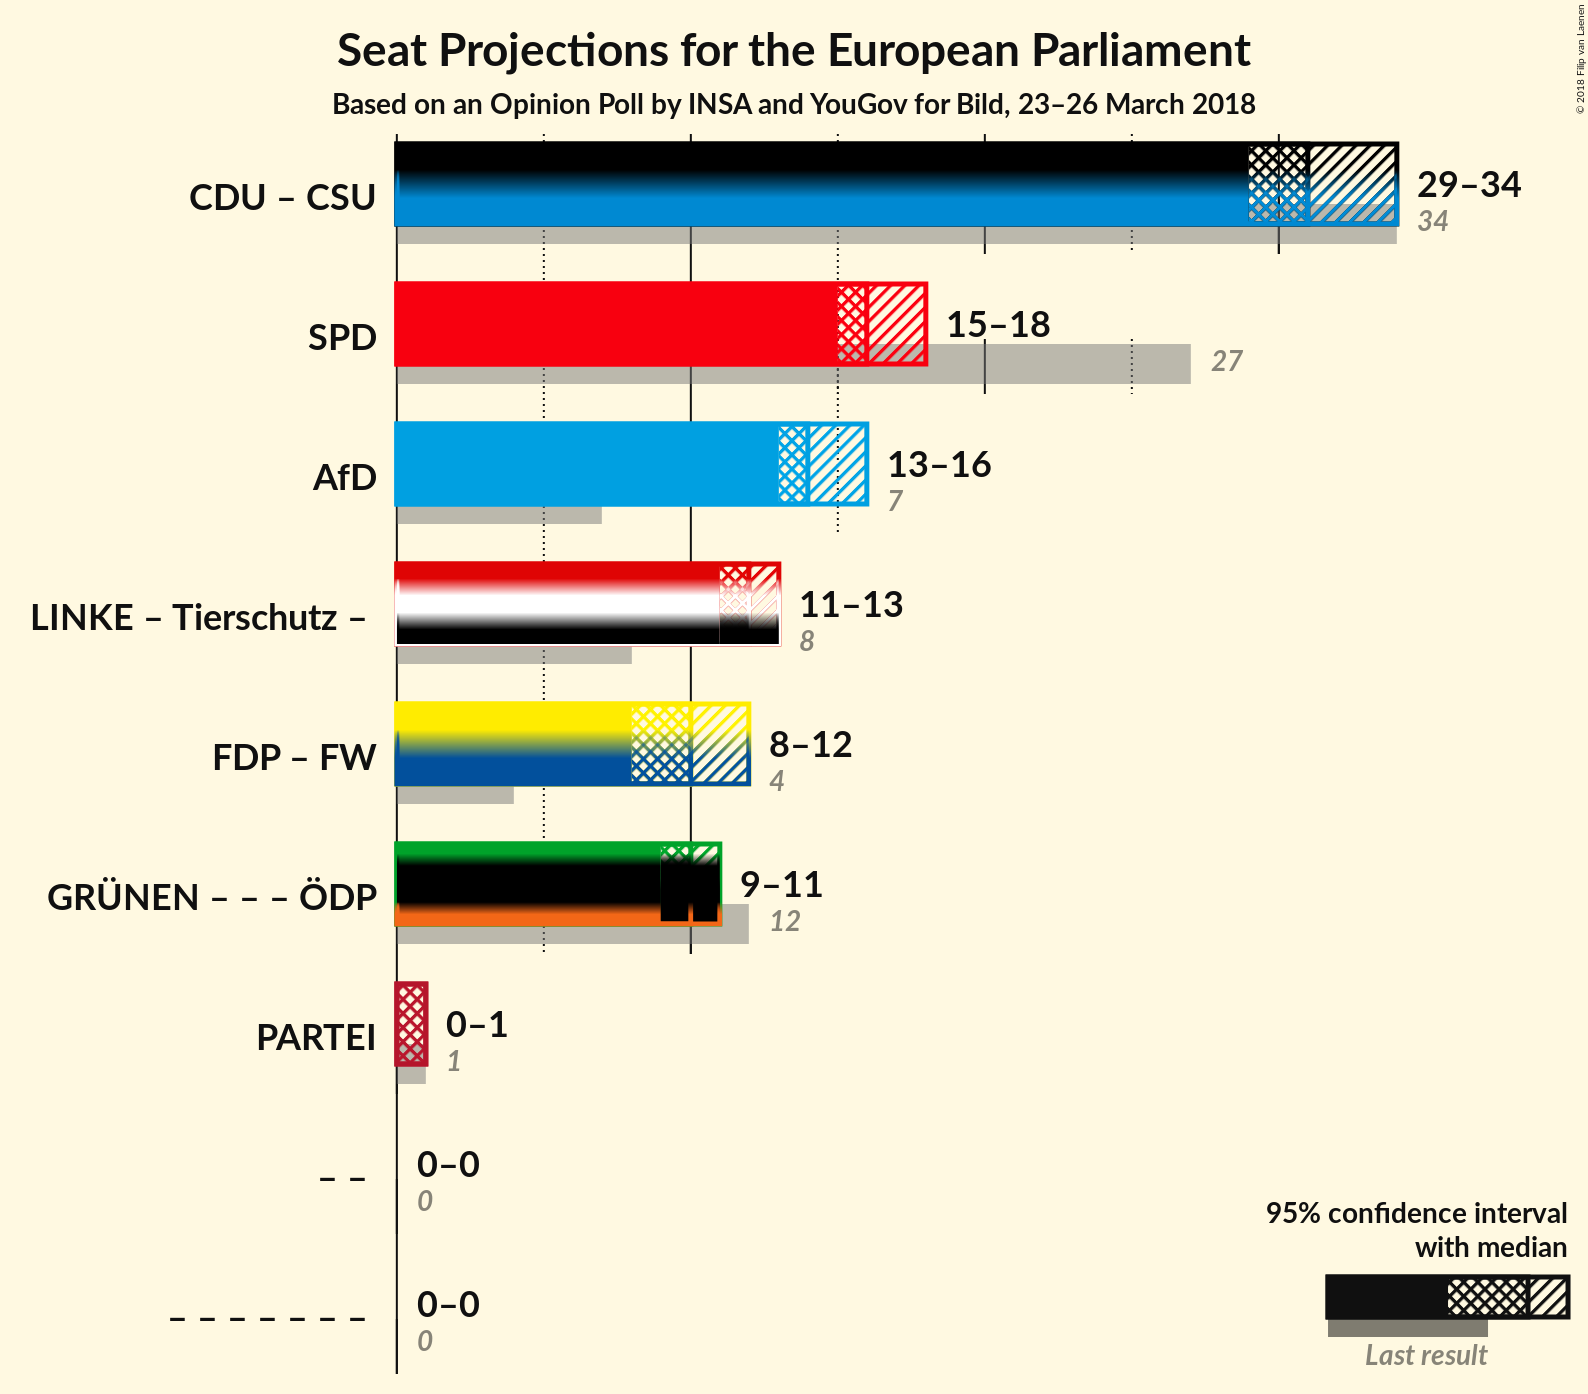 Seat Projections for the European Parliament
Based on an Opinion Poll by INSA and YouGov for Bild, 23–26 March 2018
© 2018 Filip van Laenen
CDU – CSU
29–34
34
SPD
15–18
27
AfD
13–16
7
LINKE – Tierschutz –
11–13
8
FDP – FW
8–12
4
GRÜNEN – – – ÖDP
9–11
12
PARTEI
0–1
1
– –
0–0
0
– – – – – – –
0–0
0
95% confidence interval
with median
Last result